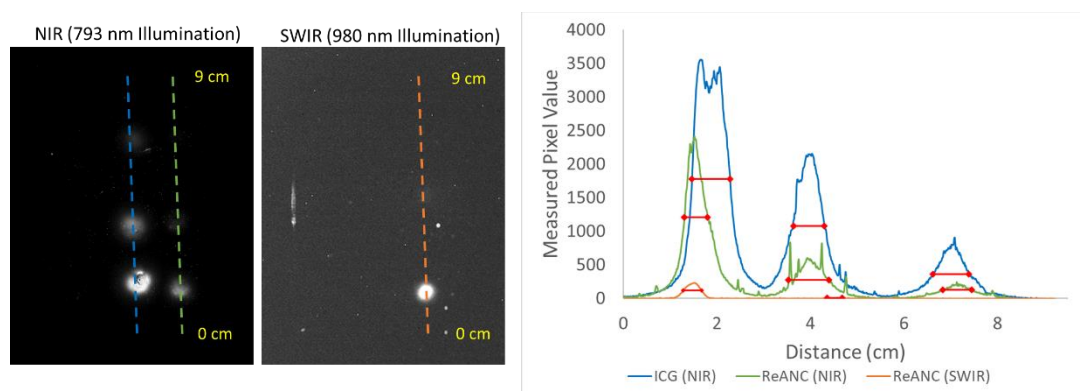 NIR (793 nm Illumination)
SWIR (980 nm Illumination)
9 cm
0 cm
9 cm
0 cm
Measured Pixel Value
4000
3500
3000
2500
2000
1500
1000
500
0
0
2
4
6
8
Distance (cm)
ICG (NIR)
ReANC (NIR)
ReANC (SWIR)